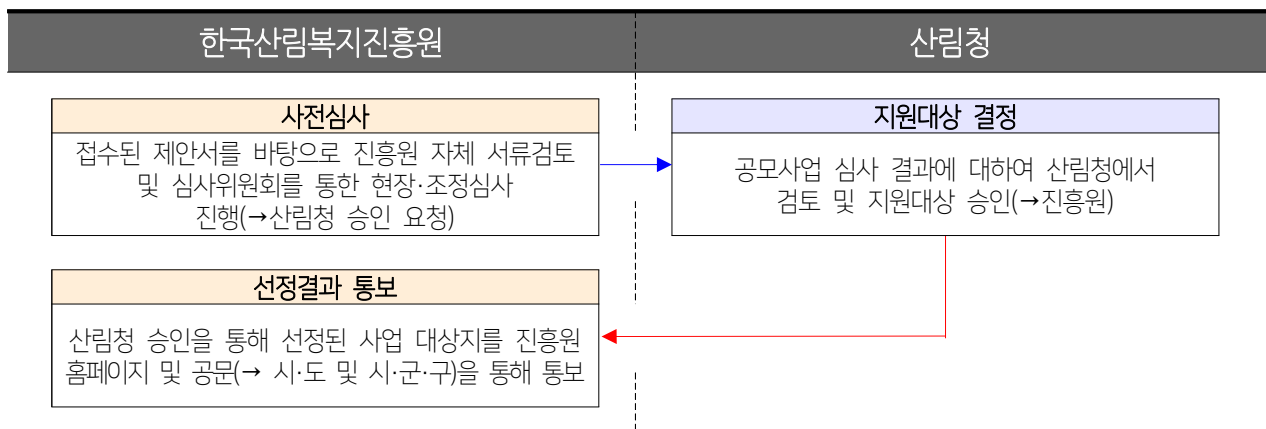 한국산림복지진흥원
산림청
사전심사
접수된 제안서를 바탕으로 진흥원 자체 서류검토
및 심사위원회를 통한 현장·조정심사
진행(→산림청 승인 요청)
지원대상 결정
공모사업 심사 결과에 대하여 산림청에서
검토 및 지원대상 승인(→진흥원)
선정결과 통보
산림청 승인을 통해 선정된 사업 대상지를 진흥원
홈페이지 및 공문(→ 시·도 및 시·군·구)을 통해 통보